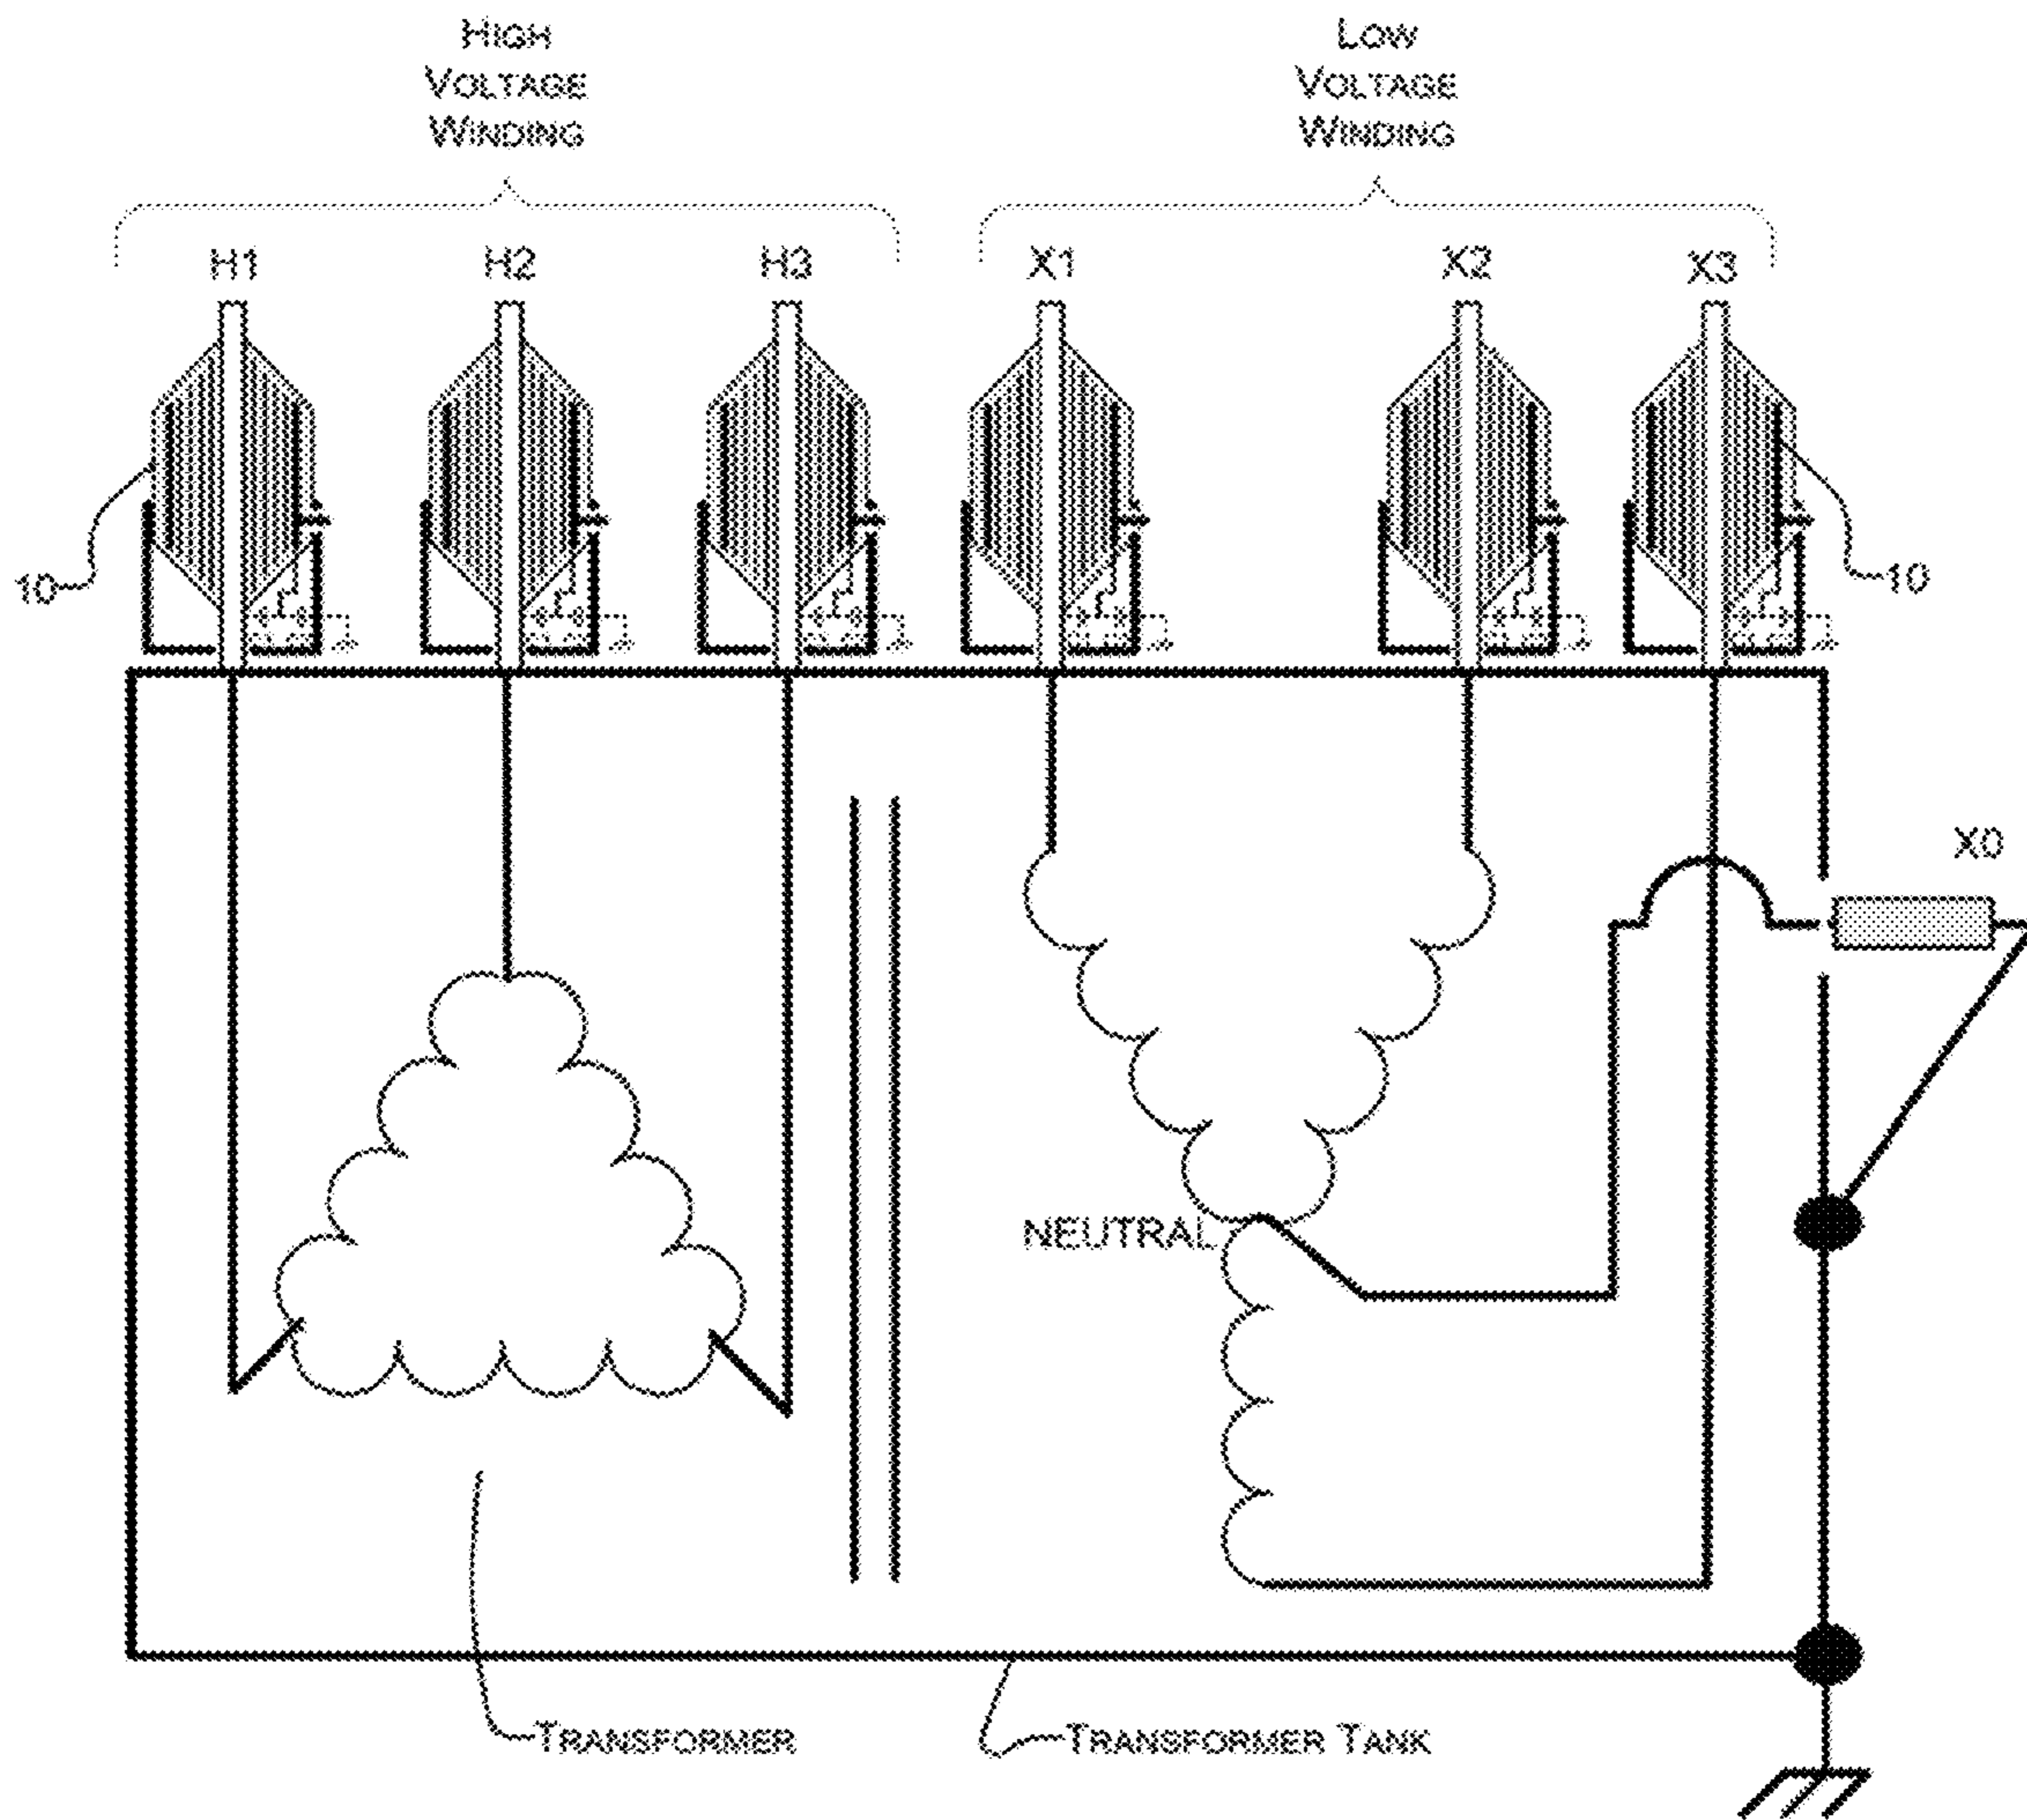 HIGH
VOLTAGE
WINDING
LOW
VOLTAGE
WINDING
H1
H2
H3
X1
X2
X3
10
10
X0
NEUTRAL
TRANSFORMER
TRANSFORMER TANK